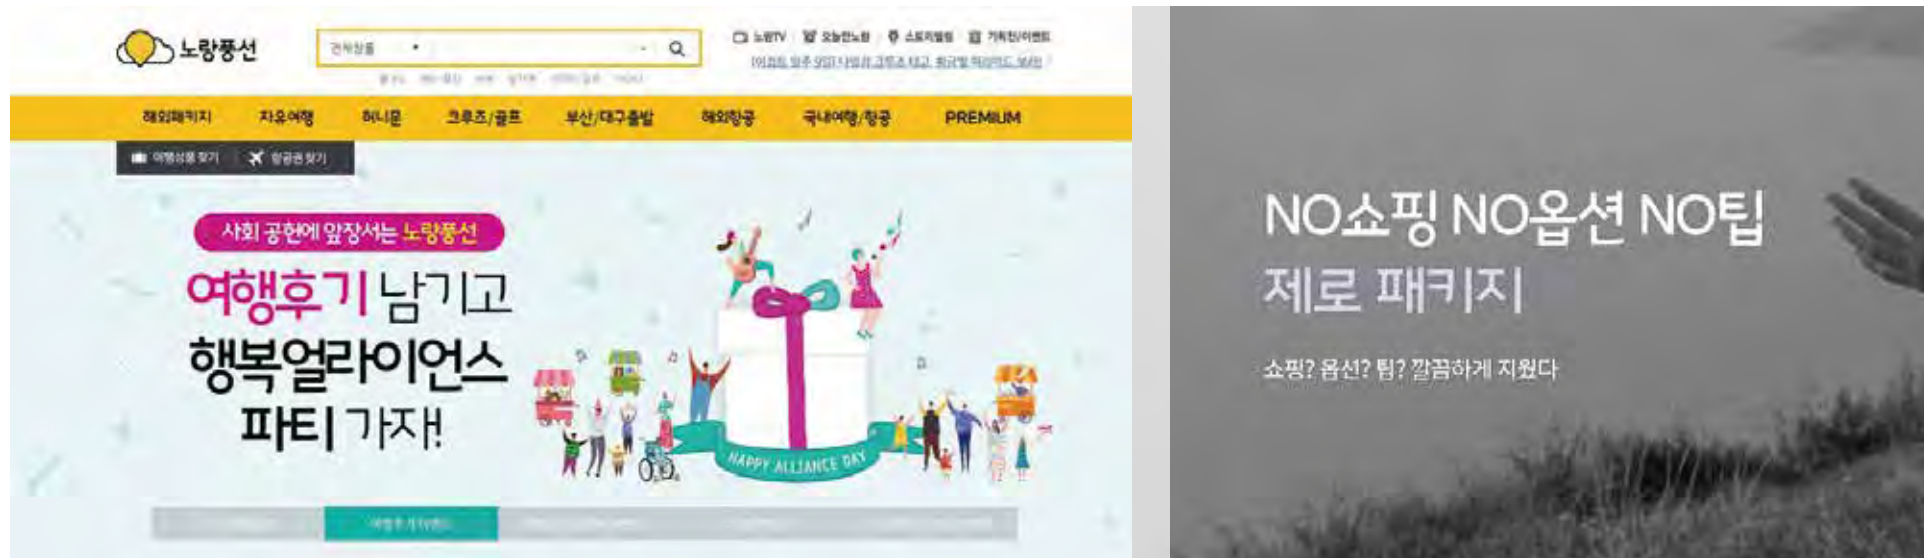 노랑풍선
전체상품
노랑TV 오늘만노랑 스토리텔링 기획전/이벤트
해외패키지 자유여행 허니문 크루즈/골프 부산/대구출발 해외항공 국내여행/항공 PREMIUM
여행상품 찾기 항공권 찾기
사회 공헌에 앞장서는 노랑풍선
여행후기 남기고
행복얼라이언스
파티 가자!
HAPPY ALLIANCE DAY
NO쇼핑 NO옵션 NO팁
제로 패키지
쇼핑? 옵션? 팁? 깔끔하게 지웠다